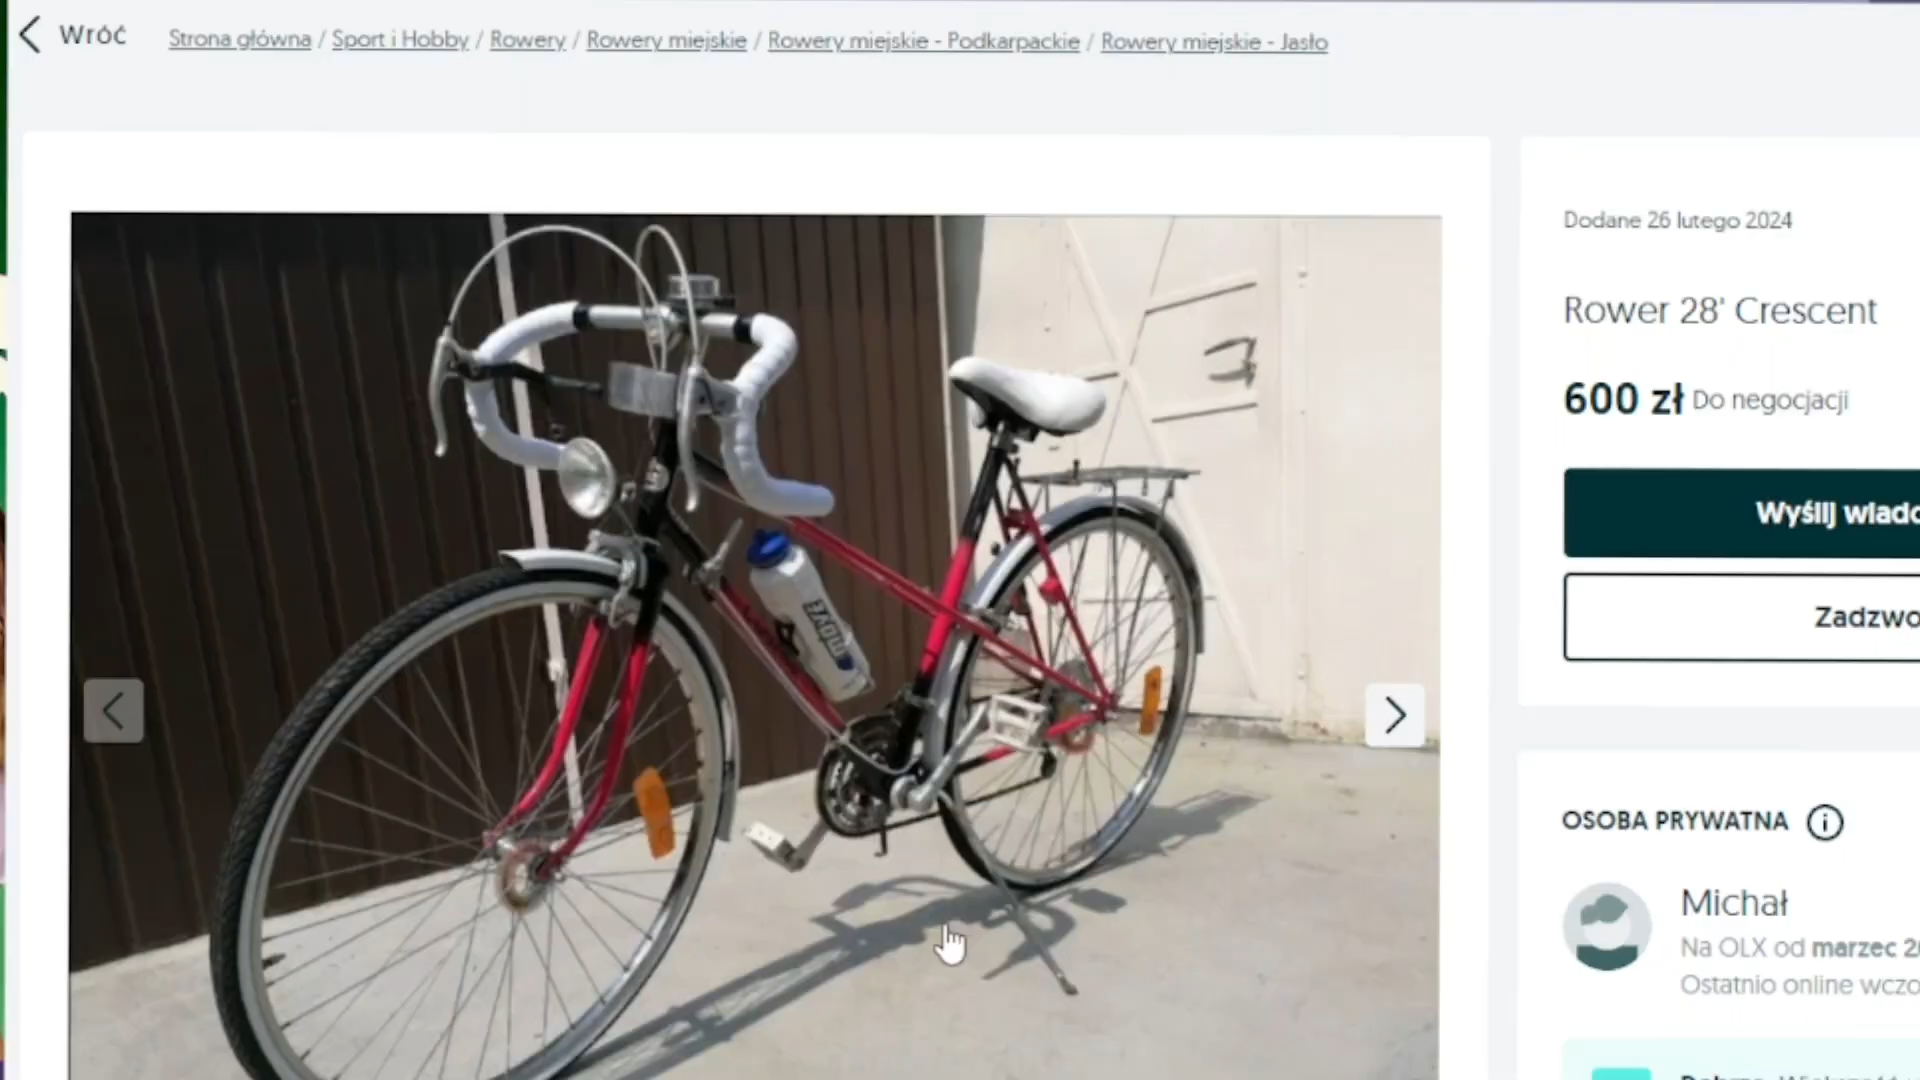 Wróć
Strona główna / Sport i Hobby / Rowery / Rowery miejskie / Rowery miejskie - Podkarpackie / Rowery miejskie - Jasło
Dodane 26 lutego 2024
Rower 28' Crescent
600 zł Do negocjacji
Wyślij wiado
Zadzwo
OSOBA PRYWATNA
Michał
Na OLX od marzec 2
Ostatnio online wczo